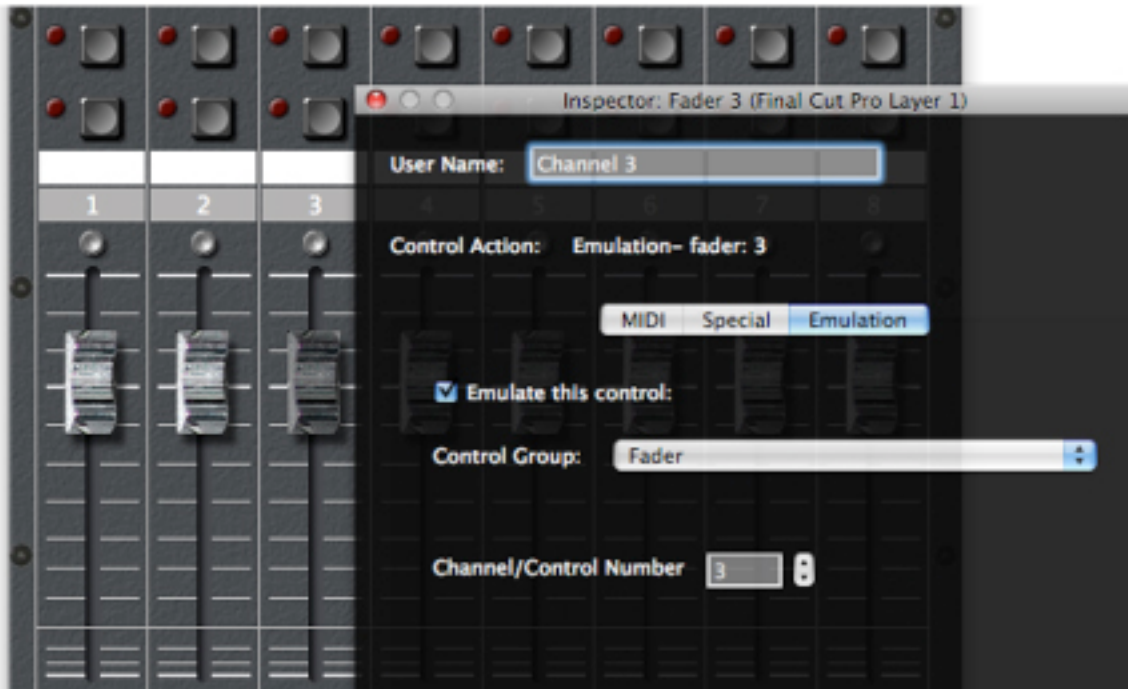 Inspector: Fader 3 (Final Cut Pro Layer 1)
User Name: Channel 3
1 2 3 4 5 6 7 8
Control Action: Emulation- fader: 3
MIDI Special Emulation
Emulate this control:
Control Group: Fader
Channel/Control Number 3